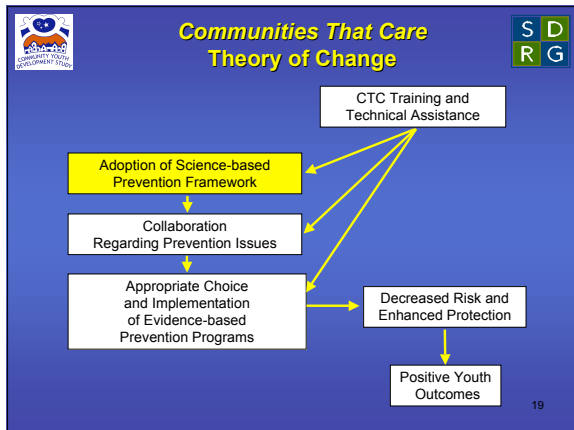 COMMUNITY YOUTH
DEVELOPMENT STUDY
Communities That Care
Theory of Change
S D
R G
CTC Training and
Technical Assistance
Adoption of Science-based
Prevention Framework
Collaboration
Regarding Prevention Issues
Appropriate Choice
and Implementation
of Evidence-based
Prevention Programs
Decreased Risk and
Enhanced Protection
Positive Youth
Outcomes
19